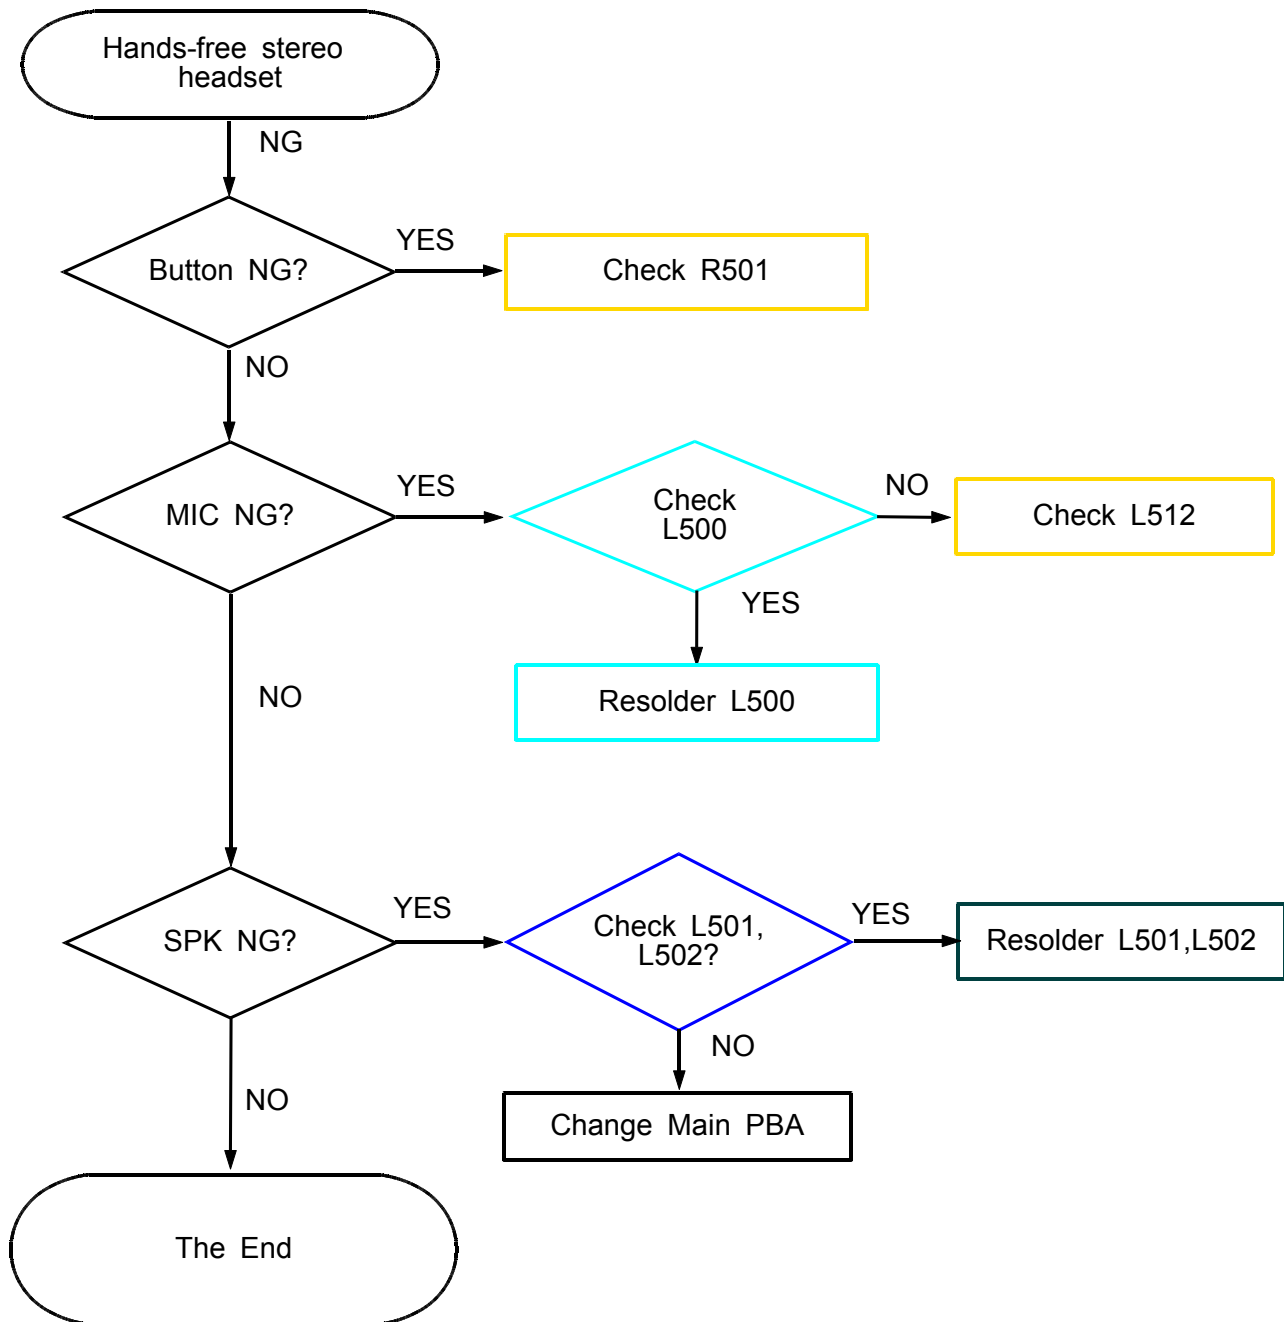 Hands-free stereo
headset
NG
Button NG?
YES
Check R501
NO
MIC NG?
YES
Check
L500
NO
Check L512
YES
Resolder L500
NO
SPK NG?
YES
Check L501,
L502?
YES
Resolder L501,L502
NO
Change Main PBA
NO
The End